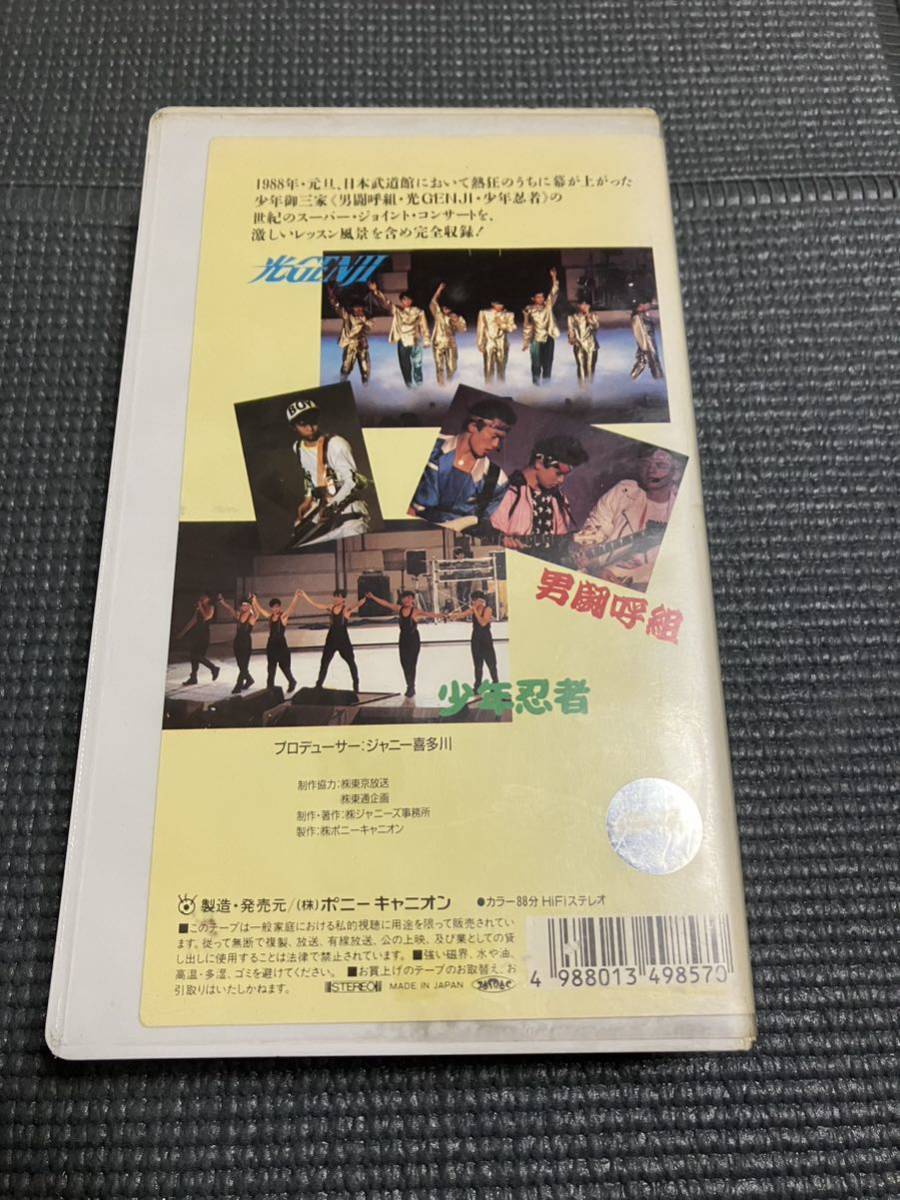 1988年・元旦、日本武道館において熱狂のうちに幕が上がった
少年御三家《男闘呼組・光GENJI・少年忍者》の
世紀のスーパー・ジョイント・コンサートを、
激しいレッスン風景を含め完全収録!
光GENJI
BOY
男闘呼組
少年忍者
プロデューサー:ジャニー喜多川
制作協力:㈱東京放送
㈱東通企画
制作・著作:㈱ジャニーズ事務所
製作:㈱ポニーキャニオン
製造・発売元/(株)ポニーキャニオン ●カラー88分 HiFiステレオ
■このテープは一般家庭における私的視聴に用途を限って販売されていま
す。従って無断で複製、放送、有線放送、公の上映、及び業としての貸
し出しに使用することは法律で禁止されています。■強い磁界、水や油、
高温・多湿、ゴミを避けてください。■お買上げのテープのお取替え、お
引取りはいたしかねます。
STEREO MADE IN JAPAN
4 988013 498570